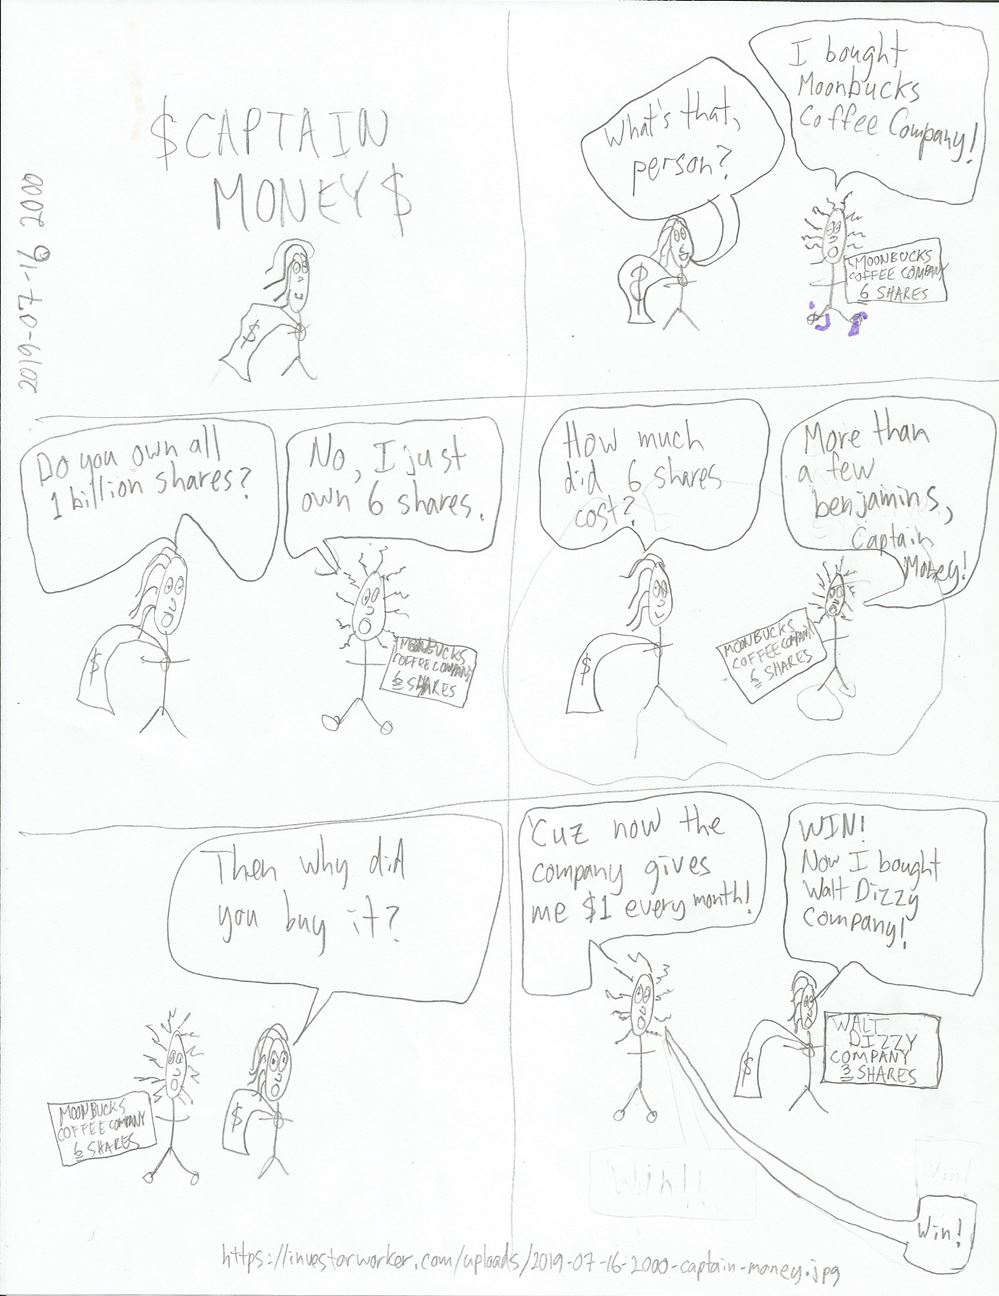 $CAPTAIN
MONEY$
2019-07-16 2000
What's that,
person?
I bought
Moonbucks
Coffee Company!
MOONBUCKS
COFFEE COMPANY
6 SHARES
Do you own all
1 billion shares?
No, I just
own 6 shares.
$
MOONBUCKS
COFFEE COMPANY
6 SHARES
How much
did 6 shares
cost?
More than
a few
benjamins,
Captain
Money!
$
MOONBUCKS
COFFEE COMPANY
6 SHARES
Then why did
you buy it?
MOONBUCKS
COFFEE COMPANY
6 SHARES
$
'Cuz now the
company gives
me $1 every month!
WIN!
Now I bought
Walt Dizzy
Company!
$
WALT
DIZZY
COMPANY
3 SHARES
Win!!
Win!
Win!
https://investorworker.com/uploads/2019-07-16-2000-captain-money.jpg